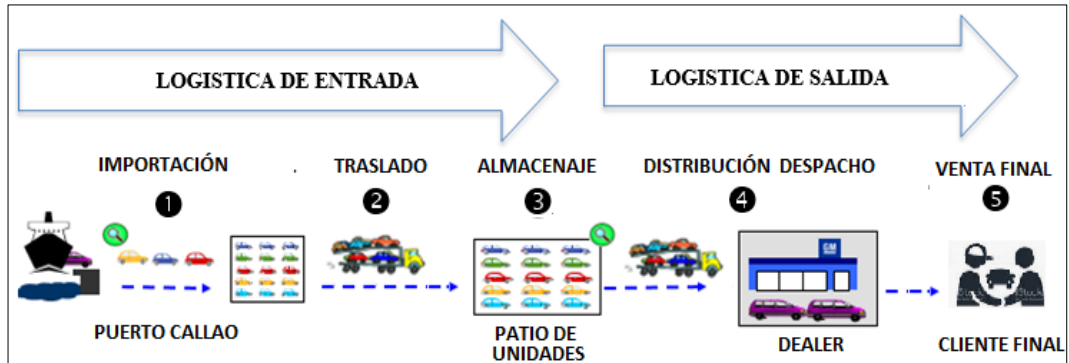 LOGISTICA DE ENTRADA
LOGISTICA DE SALIDA
IMPORTACIÓN
TRASLADO
ALMACENAJE
DISTRIBUCIÓN DESPACHO
VENTA FINAL
1
2
3
4
5
GM
PUERTO CALLAO
PATIO DE
UNIDADES
DEALER
CLIENTE FINAL